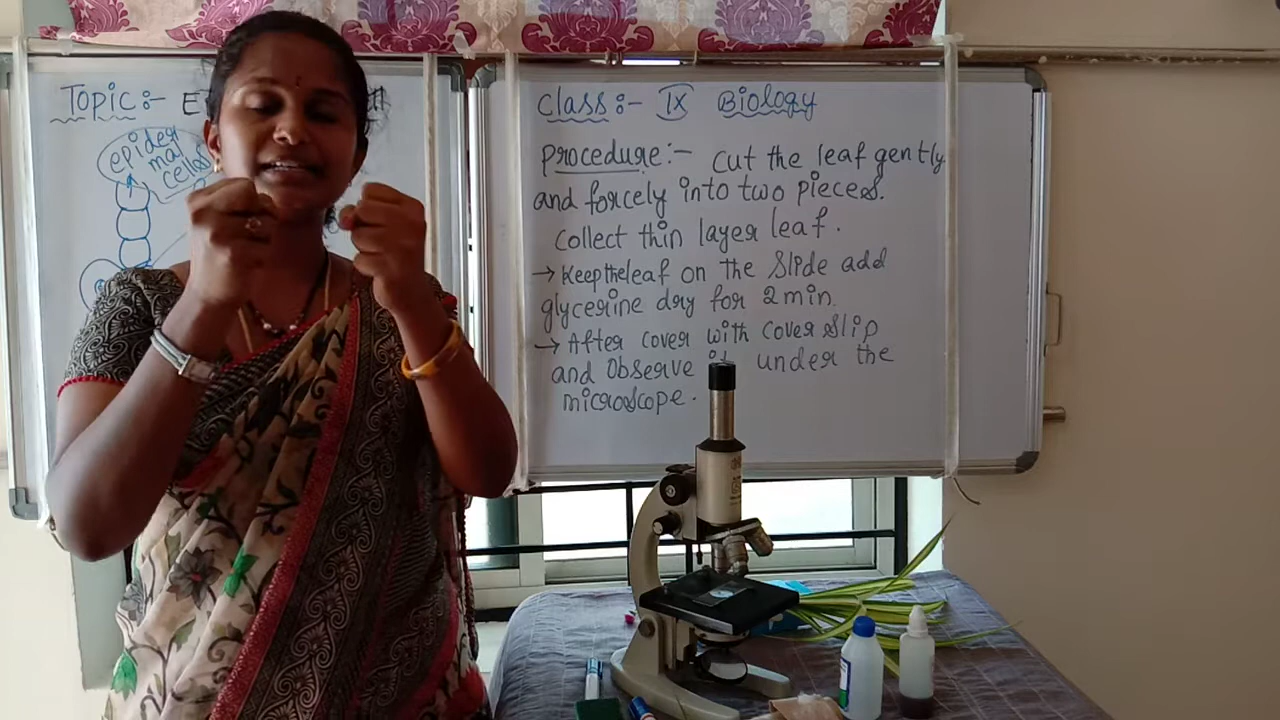 Topic:-
epider
mal
cells
Class:- IX Biology
procedure:- cut the leaf gently
and forcely into two pieces.
collect thin layer leaf.
→ Keep the leaf on the Slide add
glycerine dry for 2 min.
→ After cover with cover slip
and observe it under the
microscope.